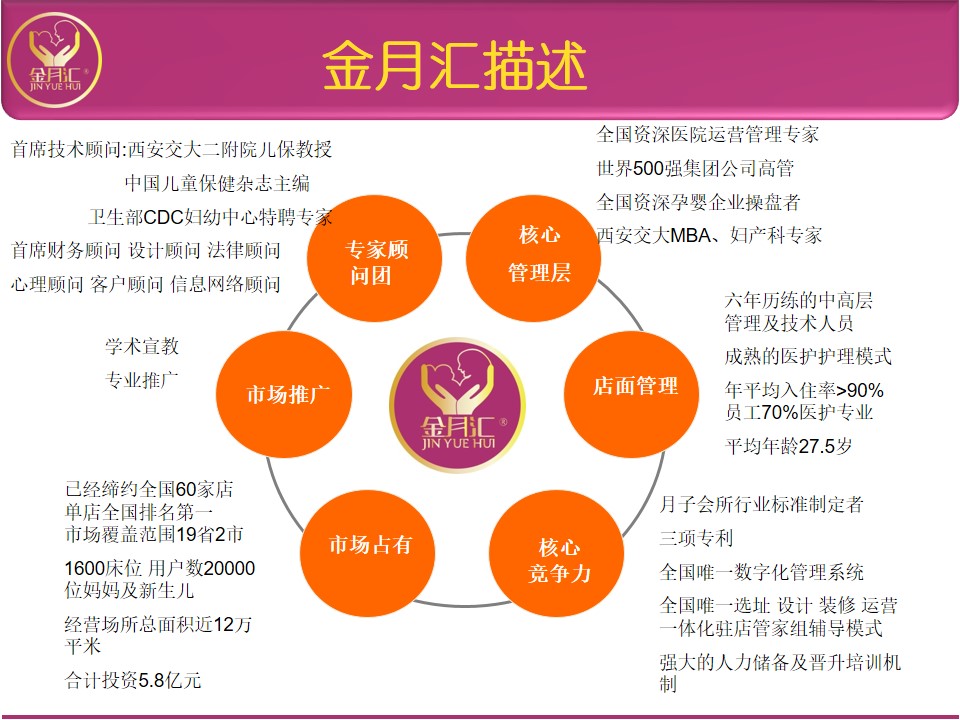 金月汇®
JIN YUE HUI
金月汇描述
首席技术顾问:西安交大二附院儿保教授
中国儿童保健杂志主编
卫生部CDC妇幼中心特聘专家
首席财务顾问 设计顾问 法律顾问
心理顾问 客户顾问 信息网络顾问
专家顾
问团
核心
管理层
全国资深医院运营管理专家
世界500强集团公司高管
全国资深孕婴企业操盘者
西安交大MBA、妇产科专家
学术宣教
专业推广
市场推广
金月汇®
JIN YUE HUI
店面管理
六年历练的中高层
管理及技术人员
成熟的医护护理模式
年平均入住率>90%
员工70%医护专业
平均年龄27.5岁
已经缔约全国60家店
单店全国排名第一
市场覆盖范围19省2市
1600床位 用户数20000
位妈妈及新生儿
经营场所总面积近12万
平米
合计投资5.8亿元
市场占有
核心
竞争力
月子会所行业标准制定者
三项专利
全国唯一数字化管理系统
全国唯一选址 设计 装修 运营
一体化驻店管家组辅导模式
强大的人力储备及晋升培训机
制